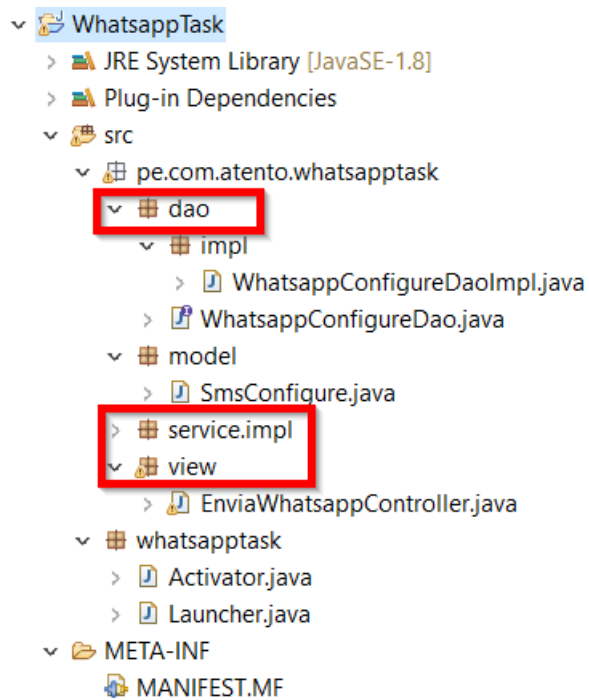 WhatsappTask
JRE System Library [JavaSE-1.8]
Plug-in Dependencies
src
pe.com.atento.whatsapptask
dao
impl
WhatsappConfigureDaoImpl.java
WhatsappConfigureDao.java
model
SmsConfigure.java
service.impl
view
EnviaWhatsappController.java
whatsapptask
Activator.java
Launcher.java
META-INF
MANIFEST.MF